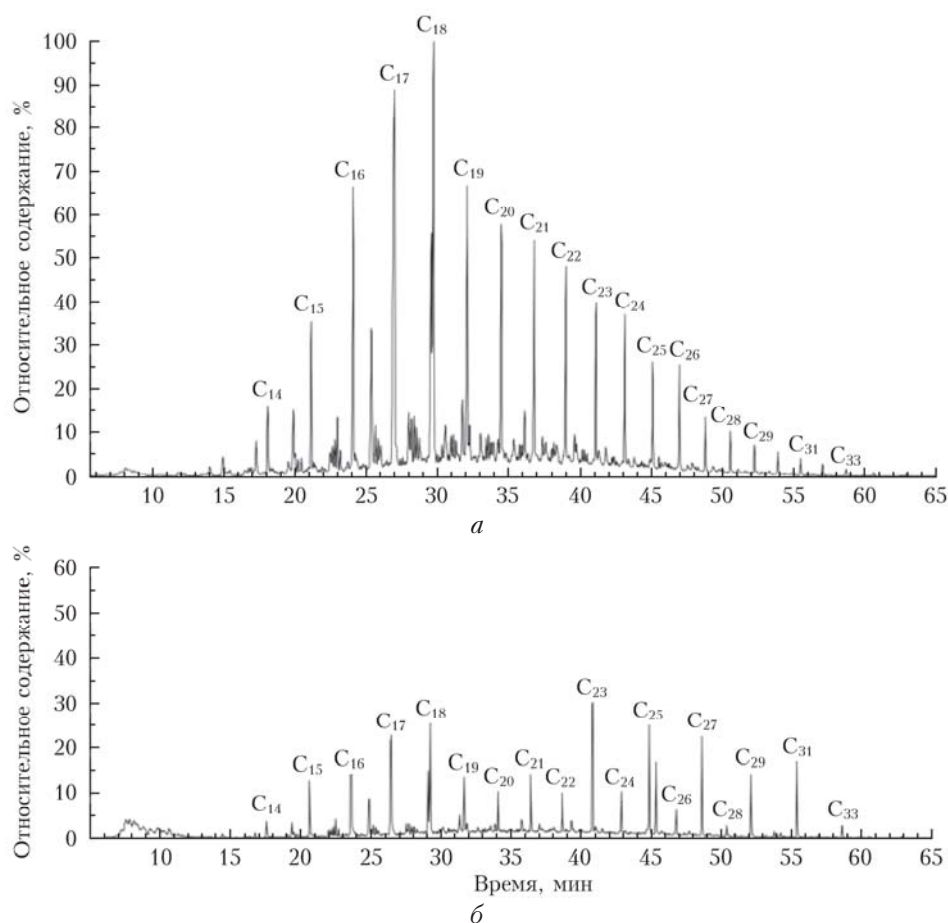 Относительное содержание, %
100
90
80
70
60
50
40
30
20
10
0
C₁₄
C₁₅
C₁₆
C₁₇
C₁₈
C₁₉
C₂₀
C₂₁
C₂₂
C₂₃
C₂₄
C₂₅
C₂₆
C₂₇
C₂₈
C₂₉
C₃₁
C₃₃
10 15 20 25 30 35 40 45 50 55 60 65
а
Относительное содержание, %
60
50
40
30
20
10
0
C₁₄
C₁₅
C₁₆
C₁₇
C₁₈
C₁₉
C₂₀
C₂₁
C₂₂
C₂₃
C₂₄
C₂₅
C₂₆
C₂₇
C₂₈
C₂₉
C₃₁
C₃₃
10 15 20 25 30 35 40 45 50 55 60 65
Время, мин
б